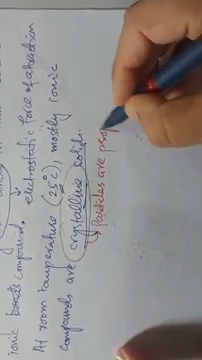 ionic bonds compound. electrostatic force of attraction
At room temperature (25°C), mostly ionic
compounds are crystalline solids.
Particles are prop